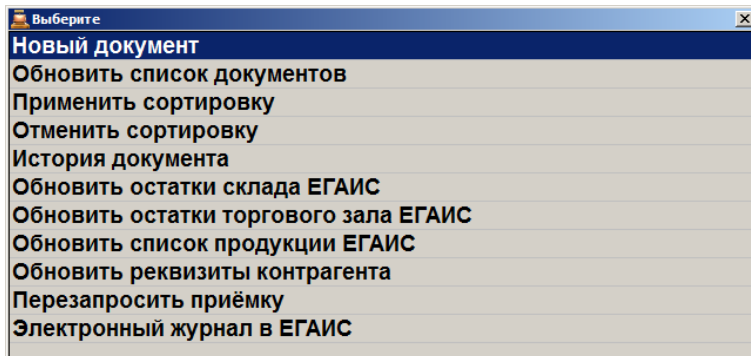 Выберите
Новый документ
Обновить список документов
Применить сортировку
Отменить сортировку
История документа
Обновить остатки склада ЕГАИС
Обновить остатки торгового зала ЕГАИС
Обновить список продукции ЕГАИС
Обновить реквизиты контрагента
Перезапросить приёмку
Электронный журнал в ЕГАИС